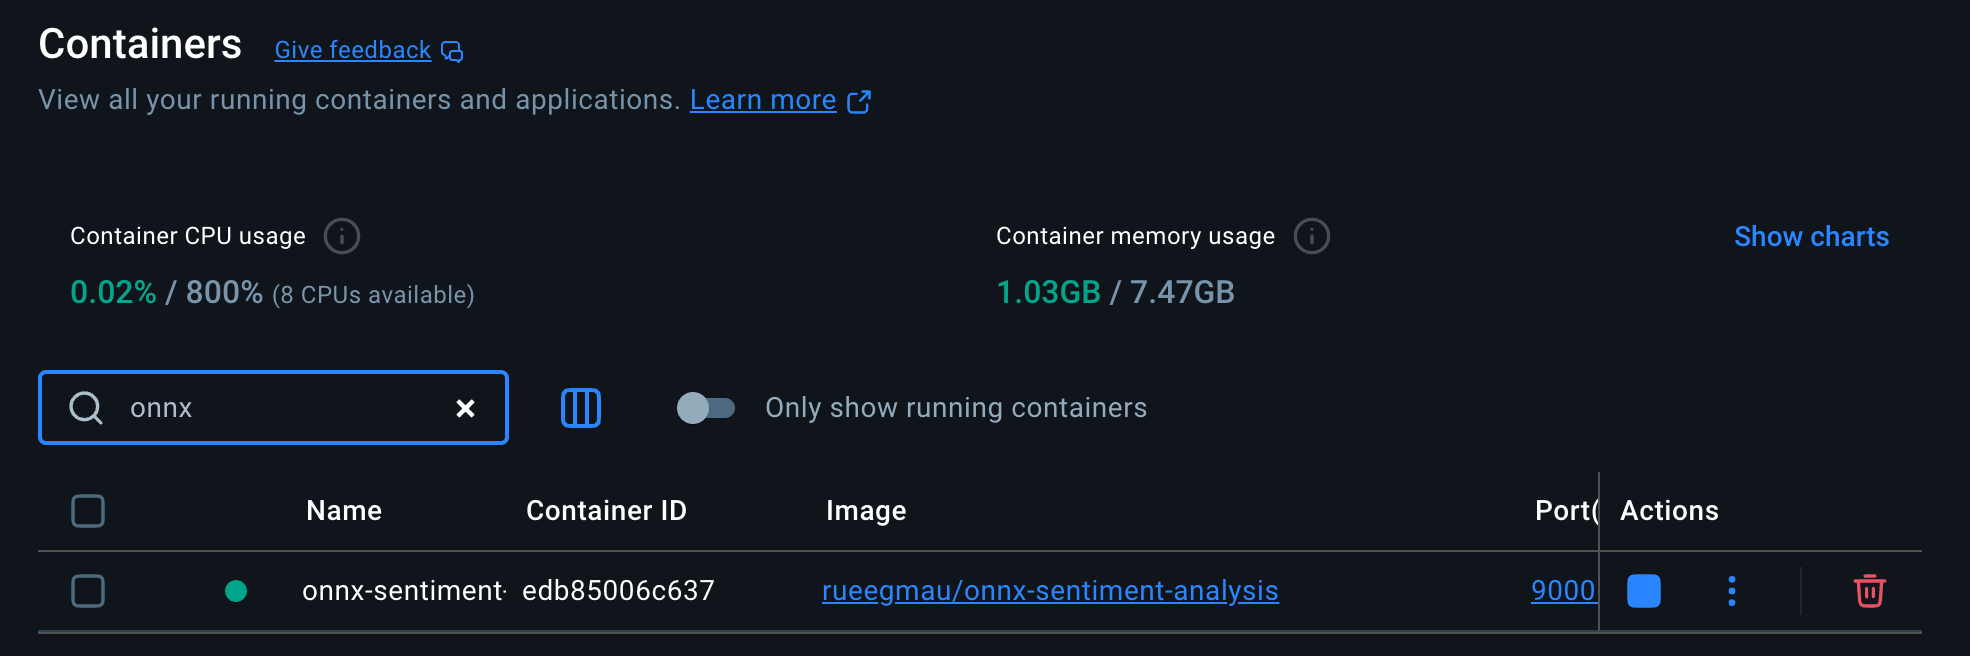 Containers Give feedback
View all your running containers and applications. Learn more
Container CPU usage Container memory usage Show charts
0.02% / 800% (8 CPUs available) 1.03GB / 7.47GB
onnx Only show running containers
Name Container ID Image Port( Actions
onnx-sentiment- edb85006c637 rueegmau/onnx-sentiment-analysis 9000